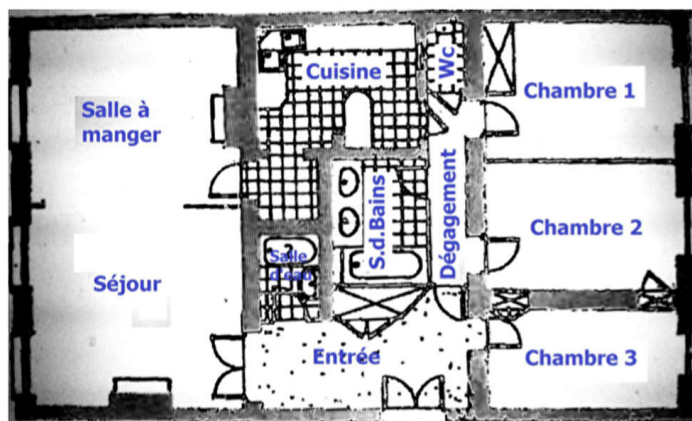 Cuisine
Wc
Salle à
manger
Chambre 1
S.d.Bains
Dégagement
Chambre 2
Salle
d'eau
Séjour
Entrée
Chambre 3